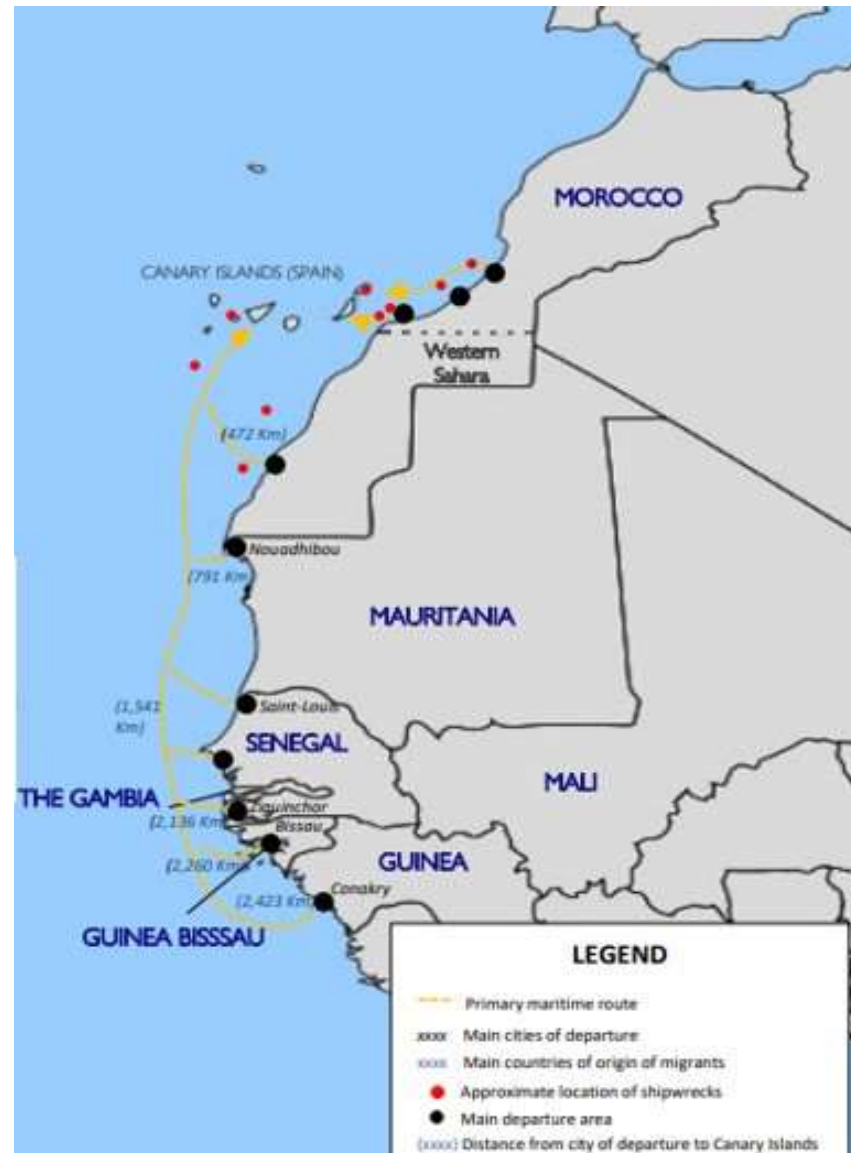 MOROCCO
CANARY ISLANDS (SPAIN)
Western
Sahara
(472 Km)
Nouadhibou
(791 Km
MAURITANIA
(1,541
Km)
Saint-Louis
SENEGAL
MALI
THE GAMBIA
Ziguinchor
(2,136 Km)
Bissau
(2,260 Km)
GUINEA
Conakry
(2,423 Km)
GUINEA BISSSAU
LEGEND
Primary maritime route
xxxx Main cities of departure
xxxx Main countries of origin of migrants
Approximate location of shipwrecks
Main departure area
(xxxx) Distance from city of departure to Canary Islands